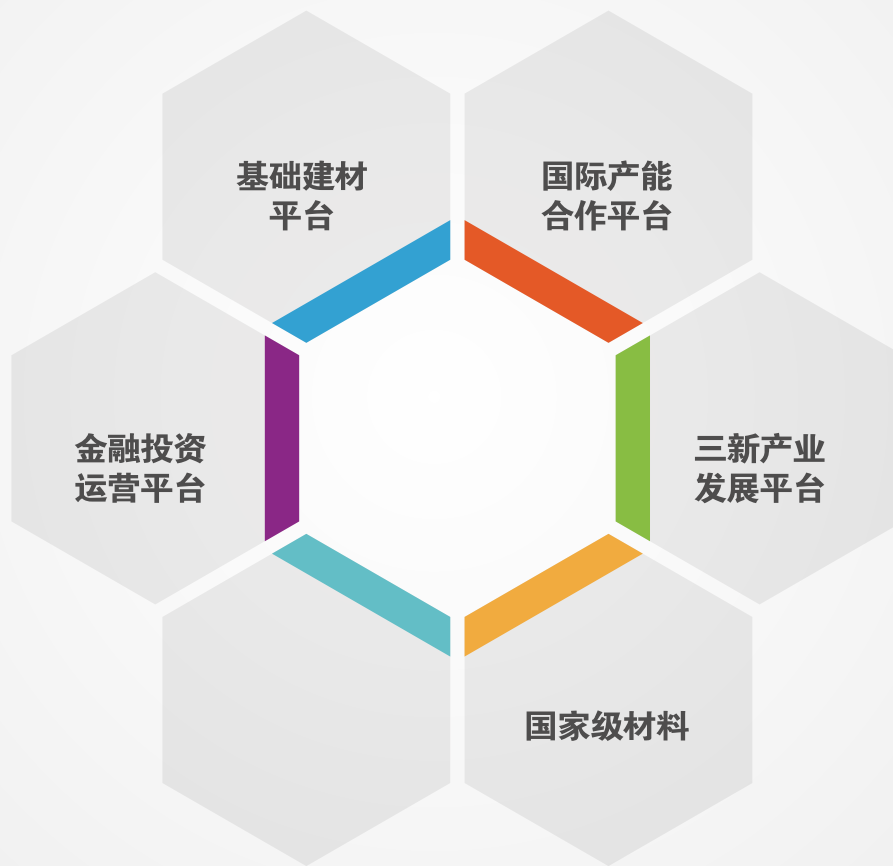 基础建材
平台
国际产能
合作平台
金融投资
运营平台
三新产业
发展平台
国家级材料